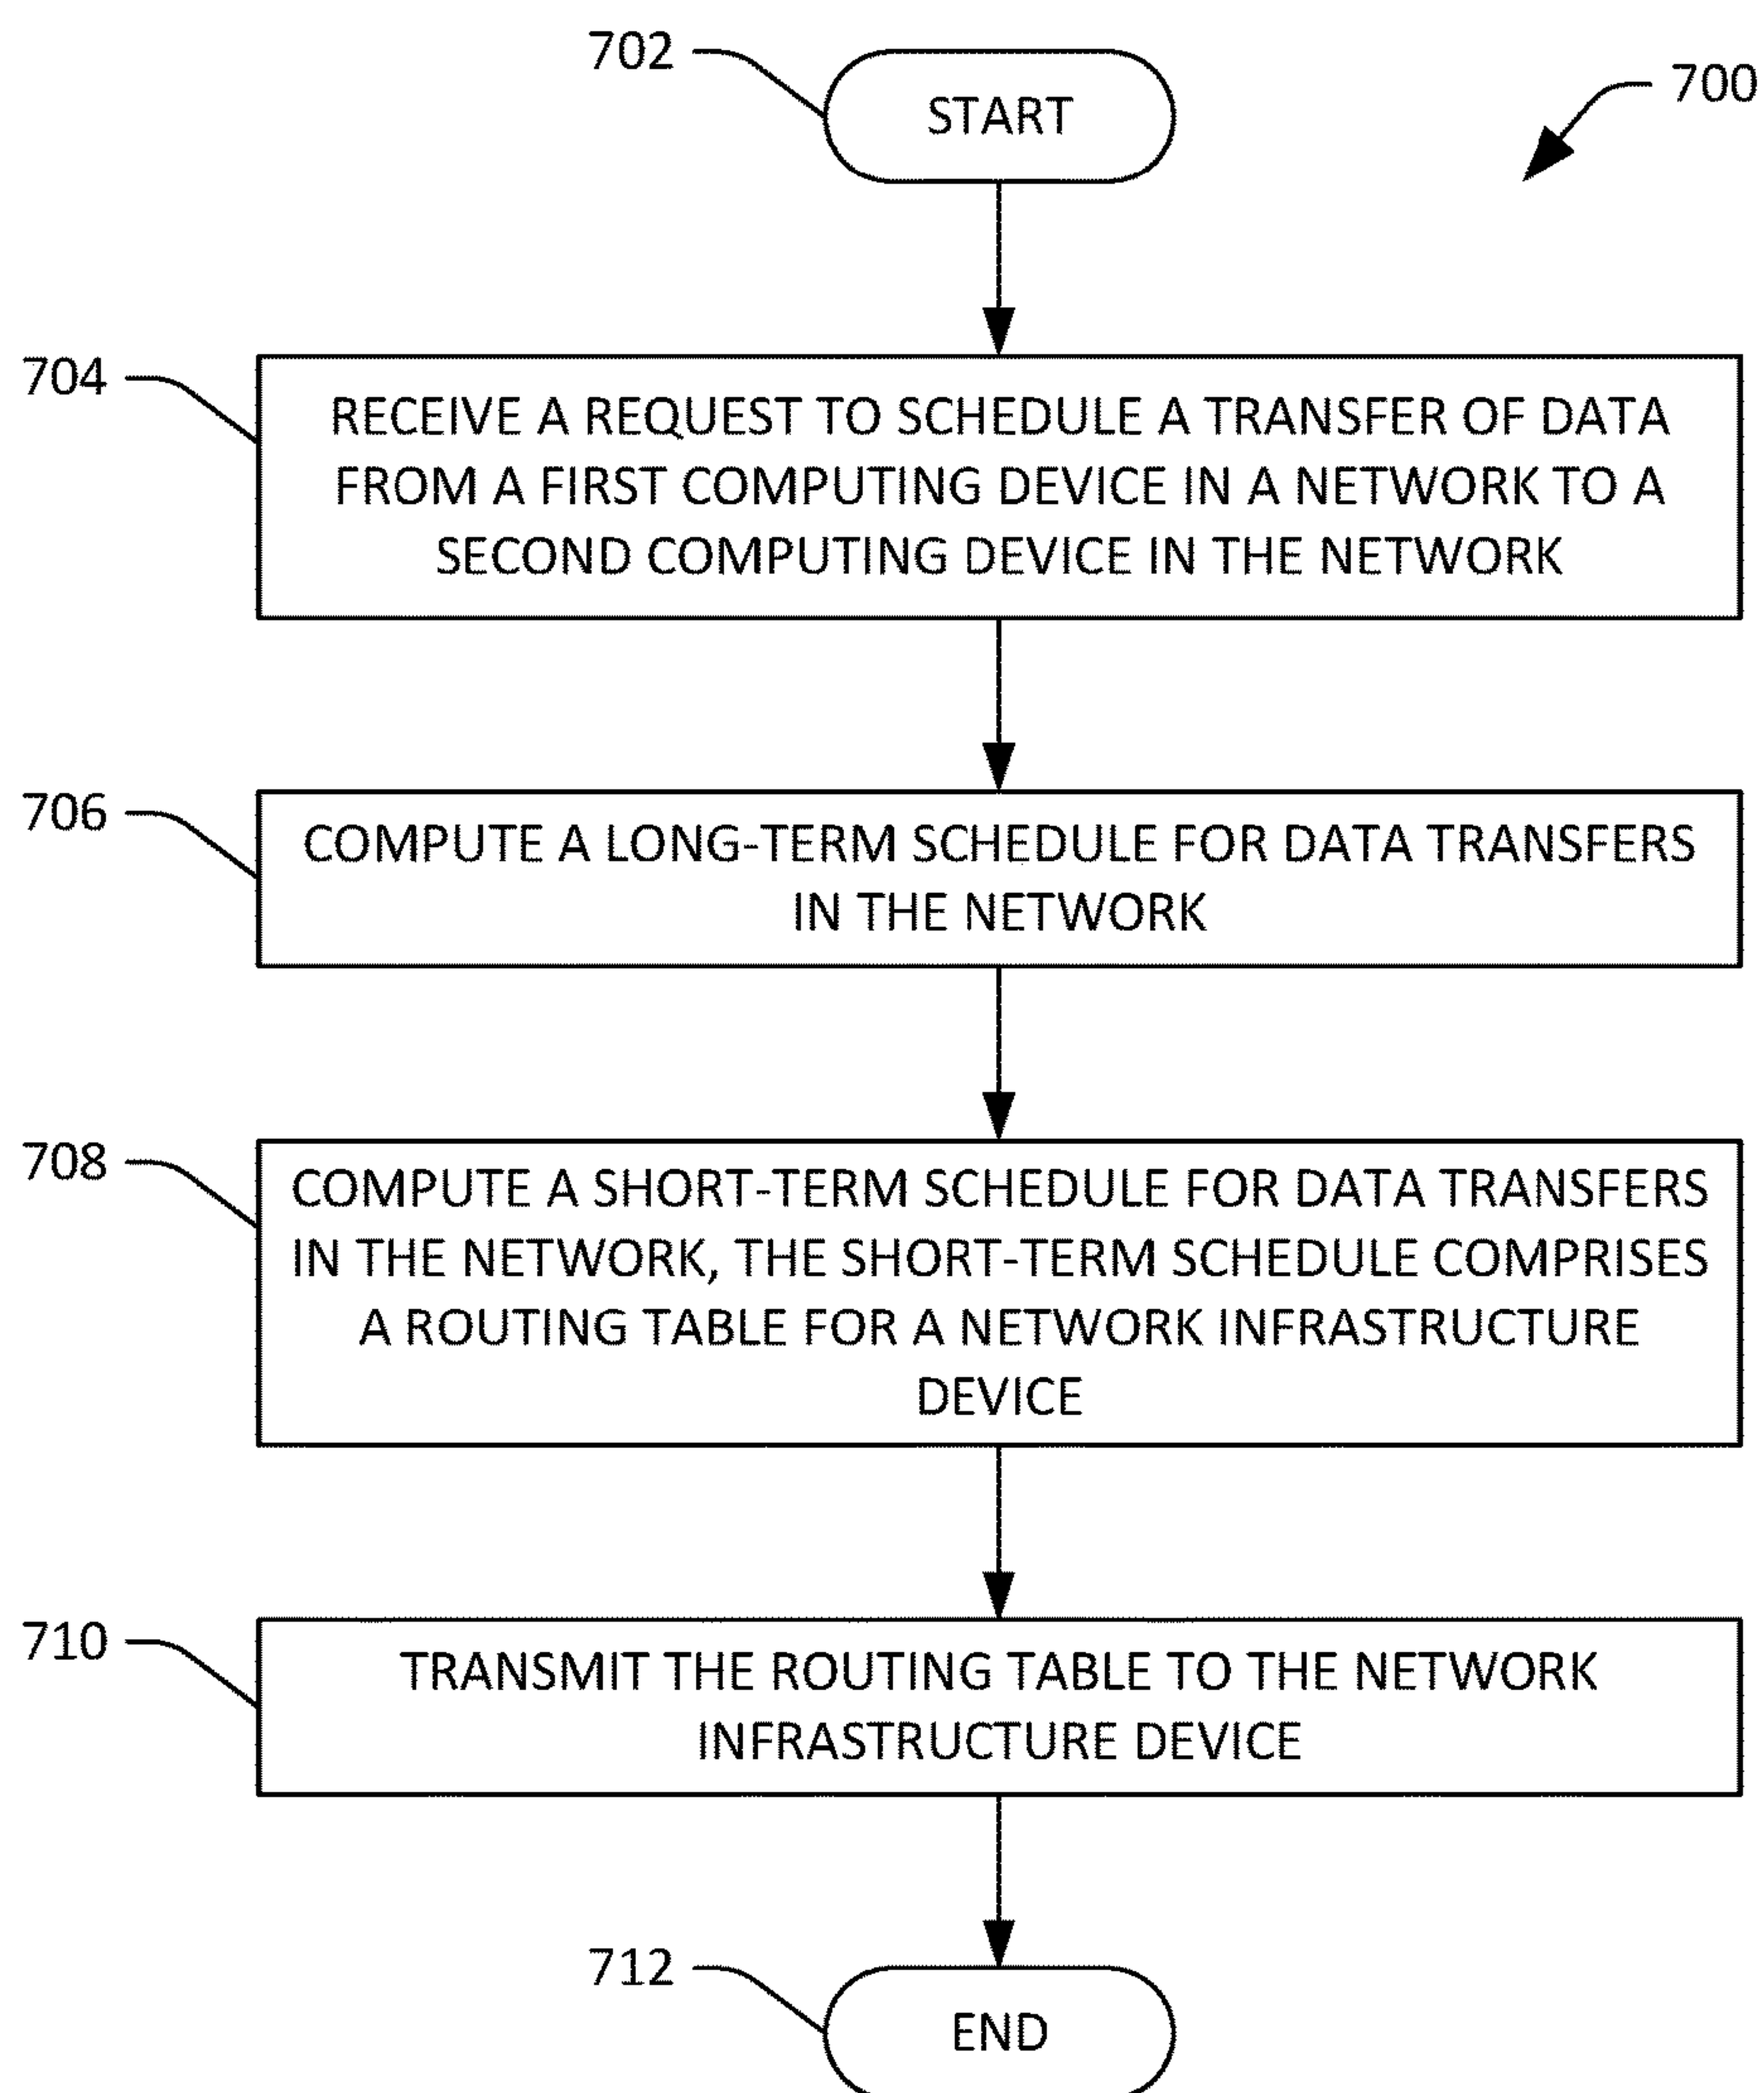 702
START
700
704
RECEIVE A REQUEST TO SCHEDULE A TRANSFER OF DATA
FROM A FIRST COMPUTING DEVICE IN A NETWORK TO A
SECOND COMPUTING DEVICE IN THE NETWORK
706
COMPUTE A LONG-TERM SCHEDULE FOR DATA TRANSFERS
IN THE NETWORK
708
COMPUTE A SHORT-TERM SCHEDULE FOR DATA TRANSFERS
IN THE NETWORK, THE SHORT-TERM SCHEDULE COMPRISES
A ROUTING TABLE FOR A NETWORK INFRASTRUCTURE
DEVICE
710
TRANSMIT THE ROUTING TABLE TO THE NETWORK
INFRASTRUCTURE DEVICE
712
END